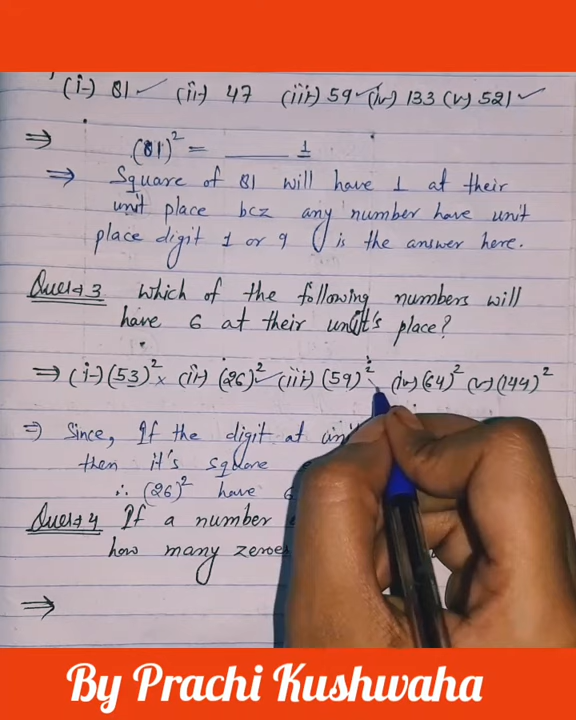 (i-) 81 ✓ (ii-) 47 (iii-) 59 ✓ (iv) 133 (v) 521 ✓
⇒ (81)² = ______ 1
⇒ Square of 81 will have 1 at their
unit place bcz any number have unit
place digit 1 or 9 is the answer here.
Ques→3 Which of the following numbers will
have 6 at their unit's place?
⇒ (i-) (53)² × (ii-) (26)² ✓ (iii-) (59)² (iv-) (64)² (v-) (144)²
⇒ Since, If the digit at
then it's square
∴ (26)² have 6
Ques→4 If a number
how many zeroes
⇒
By Prachi Kushwaha